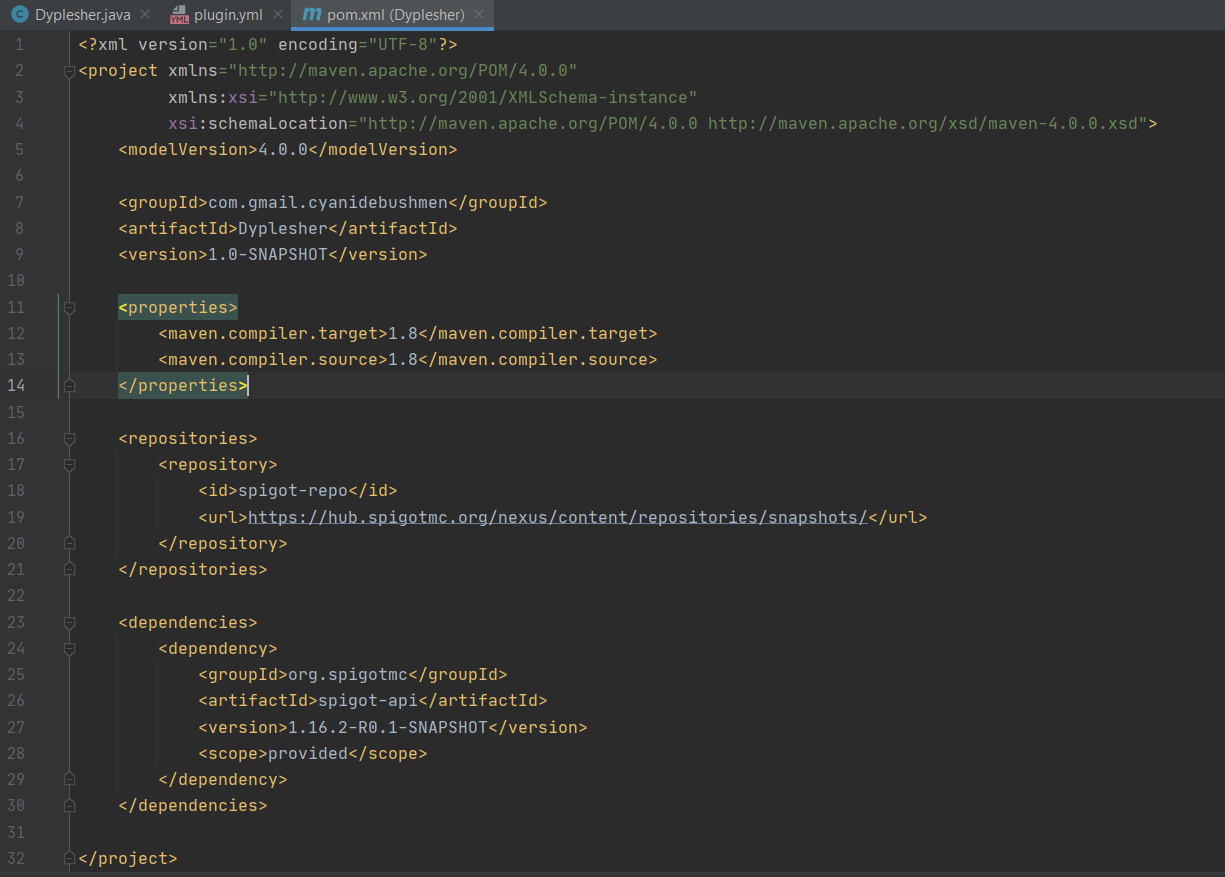 Dyplesher.java plugin.yml pom.xml (Dyplesher)
1 <?xml version="1.0" encoding="UTF-8"?>
2 <project xmlns="http://maven.apache.org/POM/4.0.0"
3 xmlns:xsi="http://www.w3.org/2001/XMLSchema-instance"
4 xsi:schemaLocation="http://maven.apache.org/POM/4.0.0 http://maven.apache.org/xsd/maven-4.0.0.xsd">
5 <modelVersion>4.0.0</modelVersion>
6
7 <groupId>com.gmail.cyanidebushmen</groupId>
8 <artifactId>Dyplesher</artifactId>
9 <version>1.0-SNAPSHOT</version>
10
11 <properties>
12 <maven.compiler.target>1.8</maven.compiler.target>
13 <maven.compiler.source>1.8</maven.compiler.source>
14 </properties>
15
16 <repositories>
17 <repository>
18 <id>spigot-repo</id>
19 <url>https://hub.spigotmc.org/nexus/content/repositories/snapshots/</url>
20 </repository>
21 </repositories>
22
23 <dependencies>
24 <dependency>
25 <groupId>org.spigotmc</groupId>
26 <artifactId>spigot-api</artifactId>
27 <version>1.16.2-R0.1-SNAPSHOT</version>
28 <scope>provided</scope>
29 </dependency>
30 </dependencies>
31
32 </project>